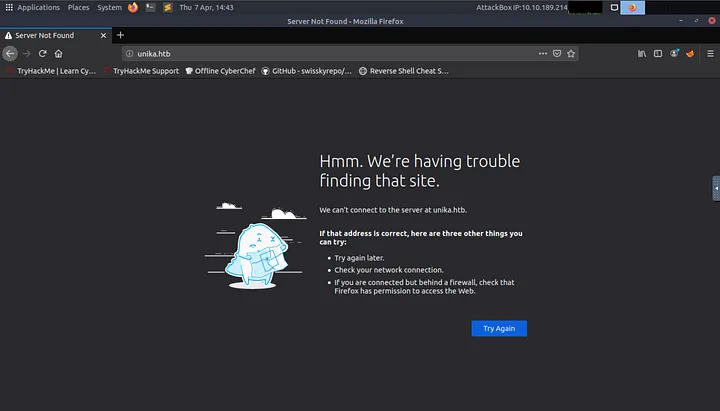 Applications Places System Thu 7 Apr, 14:43 AttackBox IP:10.10.189.214
Server Not Found - Mozilla Firefox
Server Not Found
unika.htb
TryHackMe | Learn Cy… TryHackMe Support Offline CyberChef GitHub - swisskyrepo/… Reverse Shell Cheat S…
Hmm. We’re having trouble
finding that site.
We can’t connect to the server at unika.htb.
If that address is correct, here are three other things you
can try:
• Try again later.
• Check your network connection.
• If you are connected but behind a firewall, check that
Firefox has permission to access the Web.
Try Again